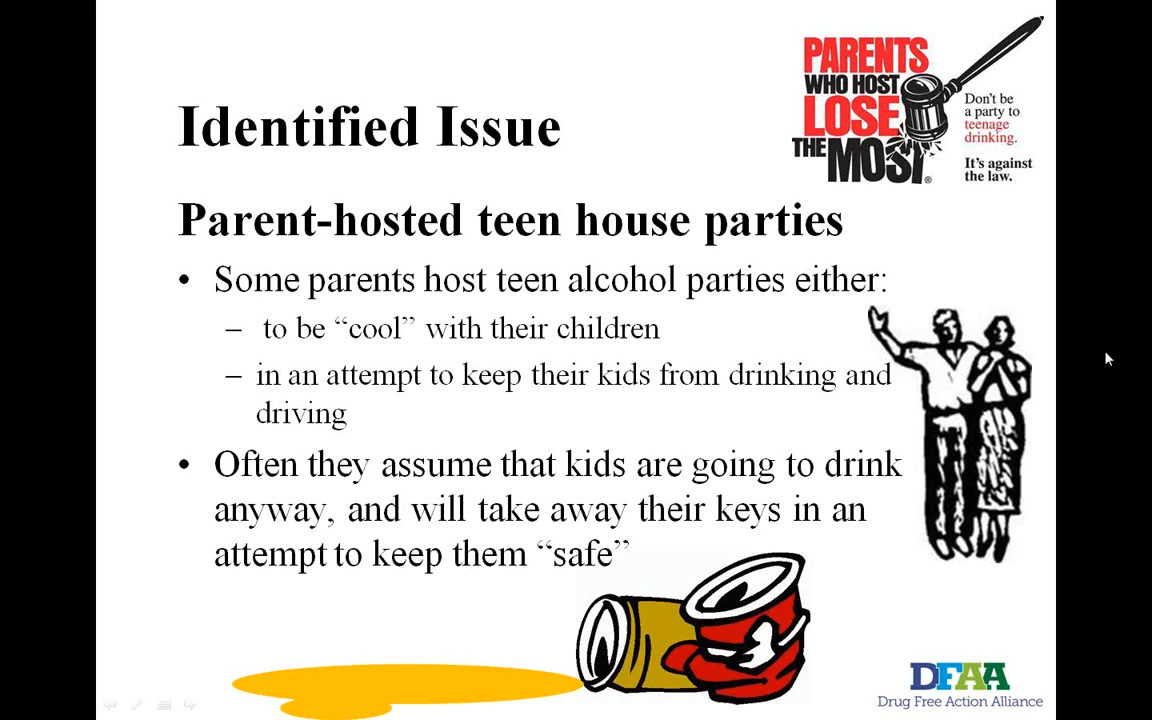 PARENTS
WHO HOST
LOSE
THE MOST®
Don't be
a party to
teenage
drinking.
It's against
the law.
Identified Issue
Parent-hosted teen house parties
• Some parents host teen alcohol parties either:
– to be “cool” with their children
– in an attempt to keep their kids from drinking and
driving
• Often they assume that kids are going to drink
anyway, and will take away their keys in an
attempt to keep them “safe”
DFAA
Drug Free Action Alliance